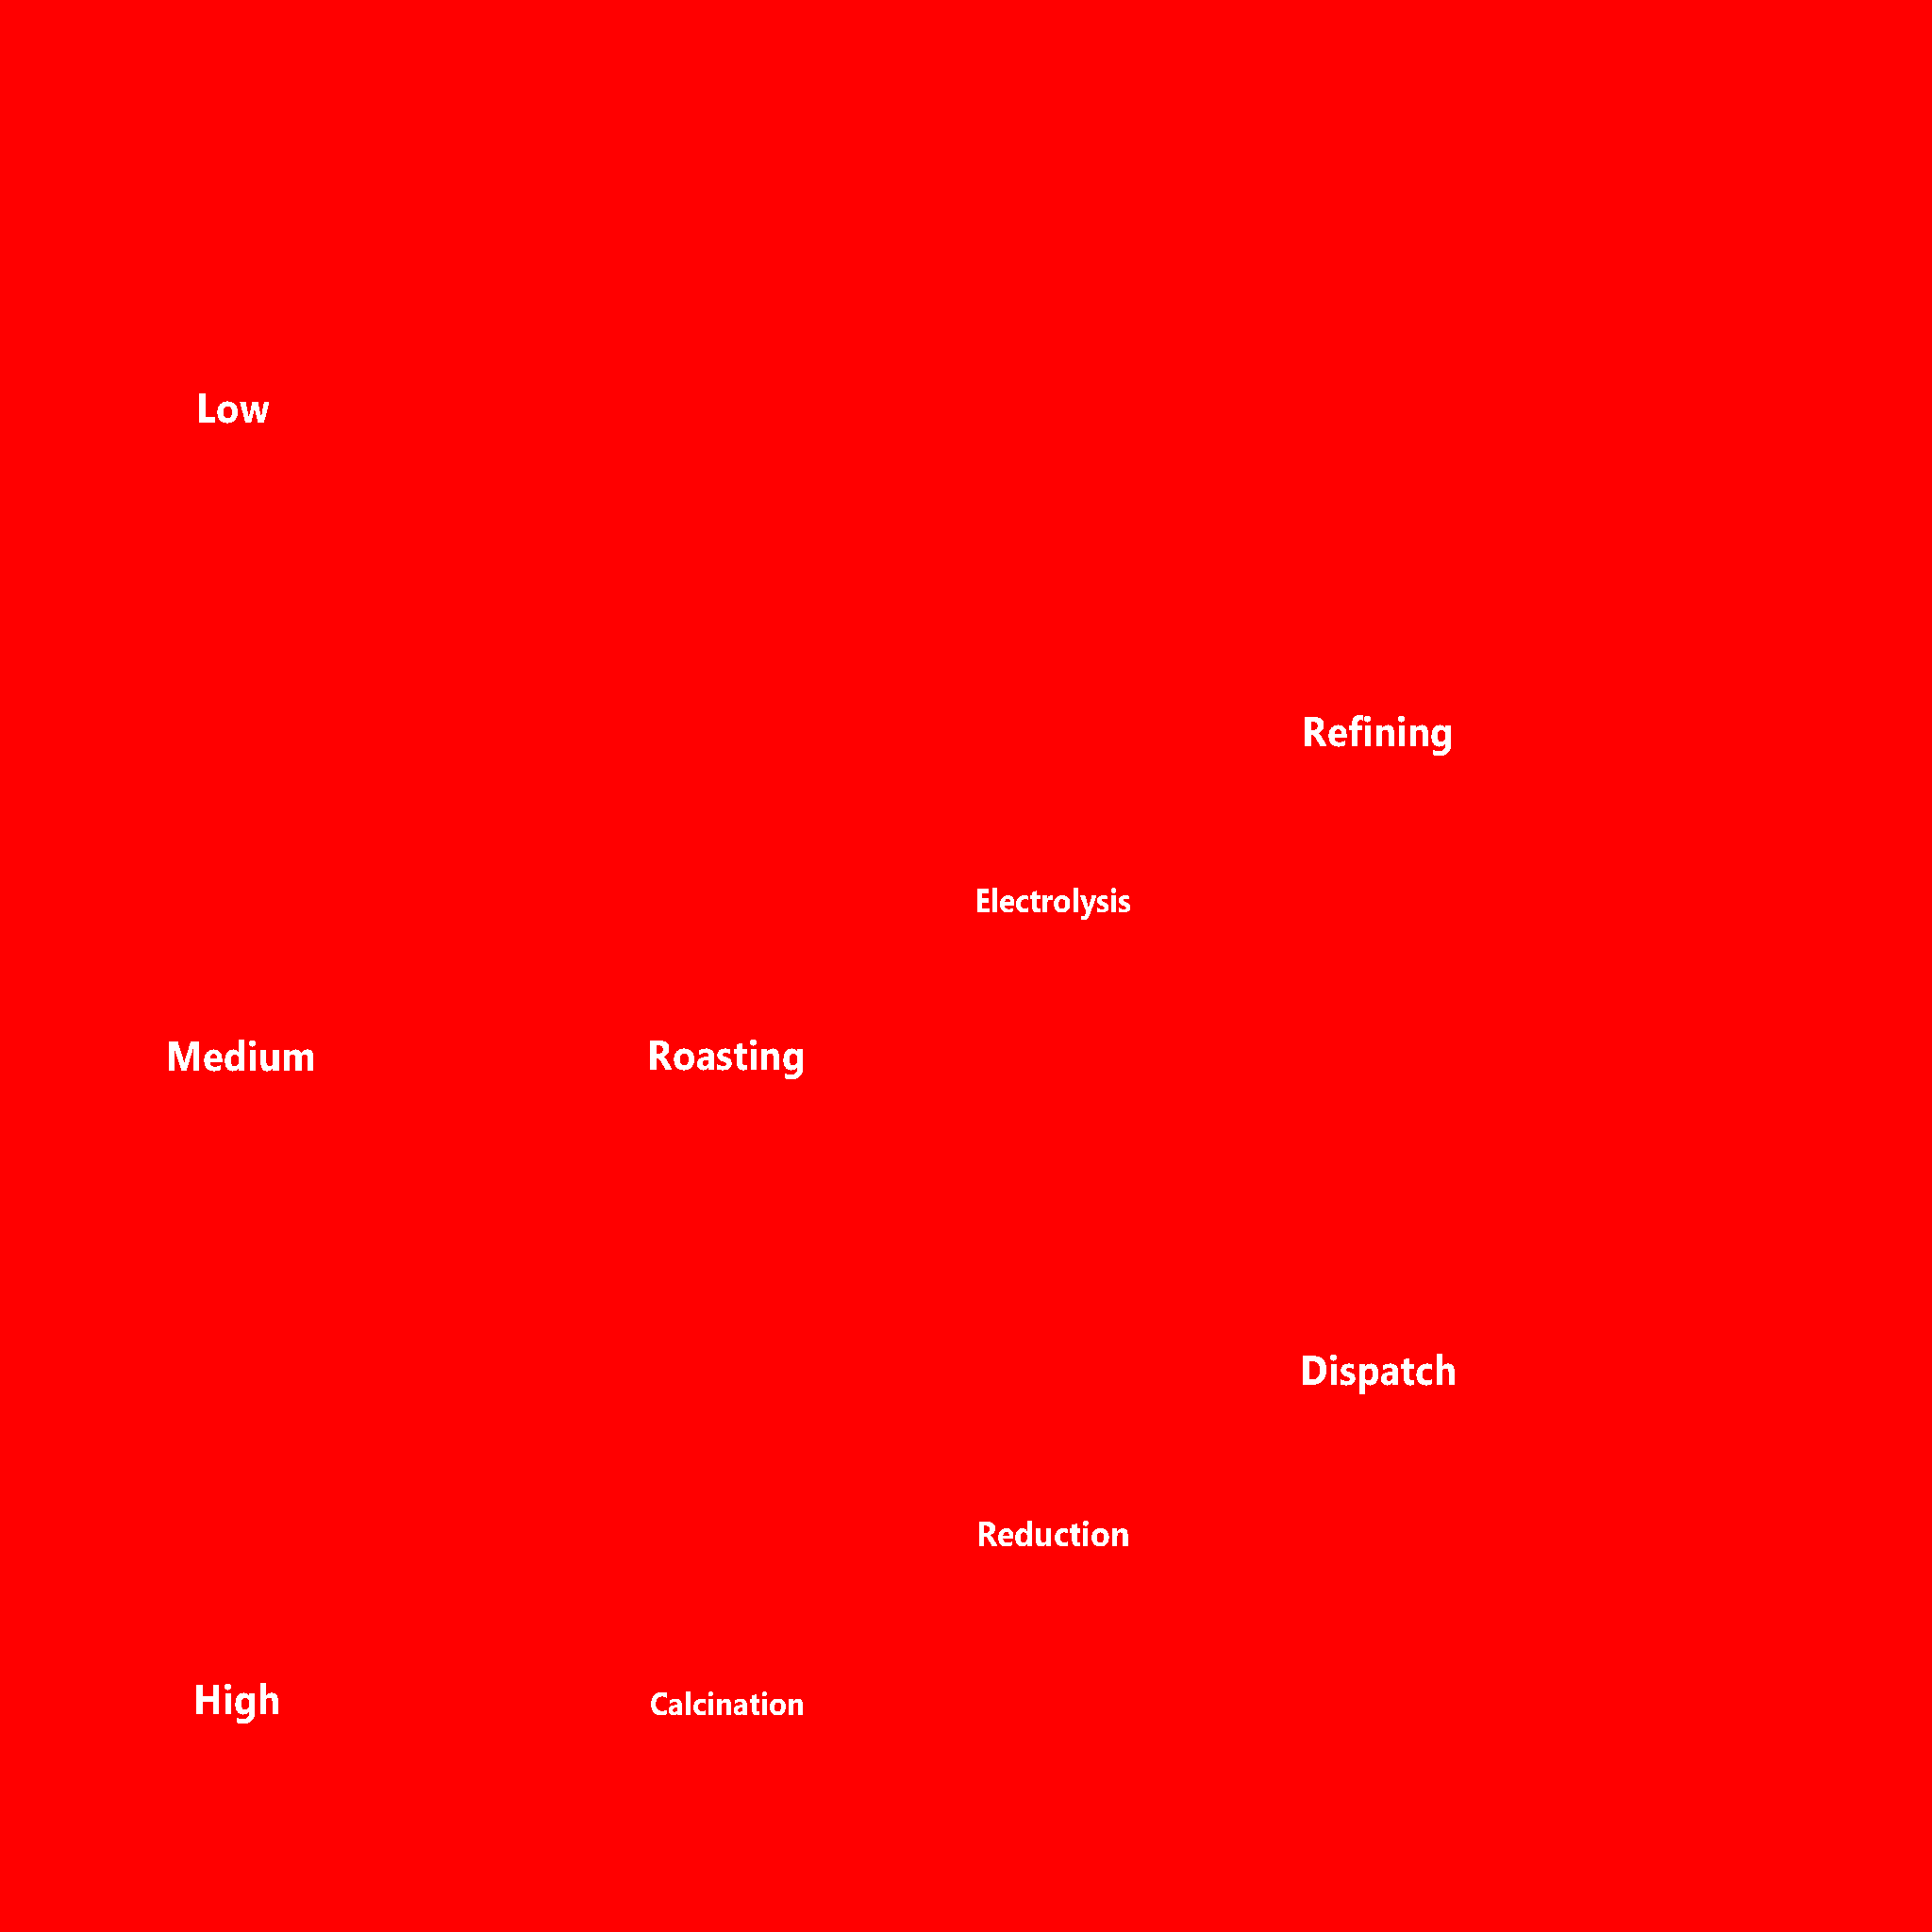 Low
Refining
Electrolysis
Medium
Roasting
Dispatch
Reduction
High
Calcination